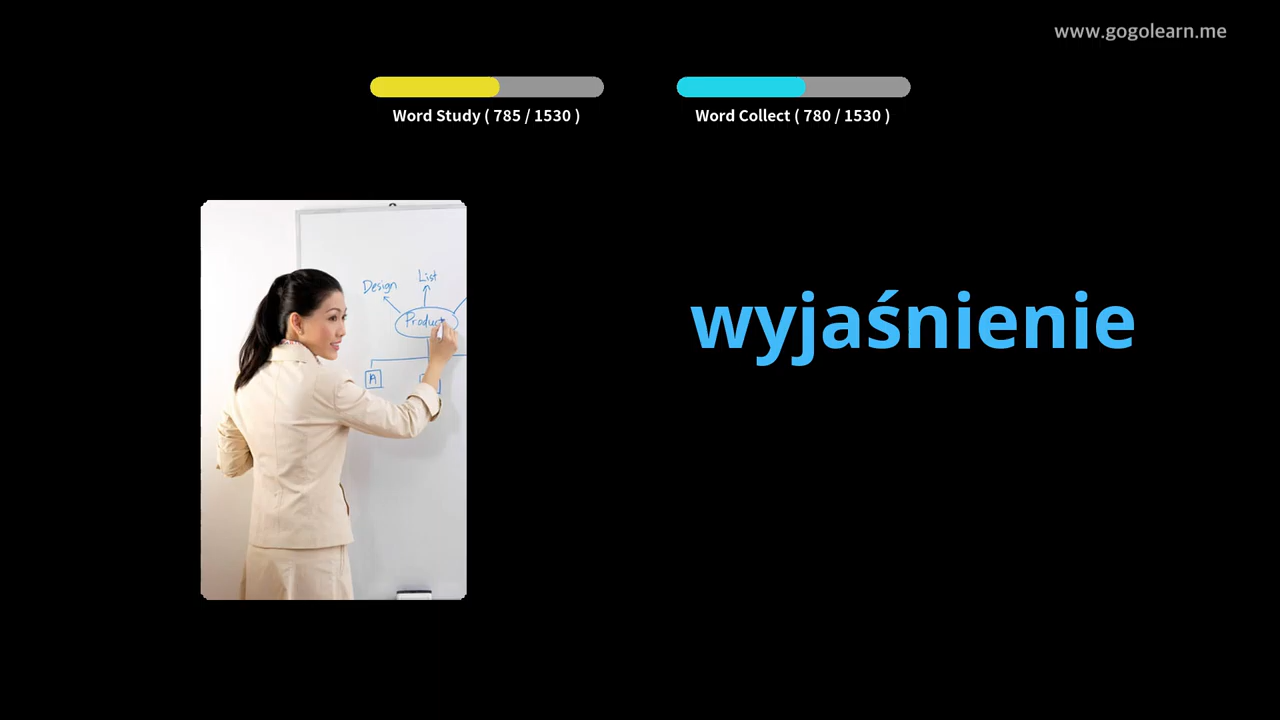 www.gogolearn.me
Word Study ( 785 / 1530 )
Word Collect ( 780 / 1530 )
List
Design
Product
A
wyjaśnienie